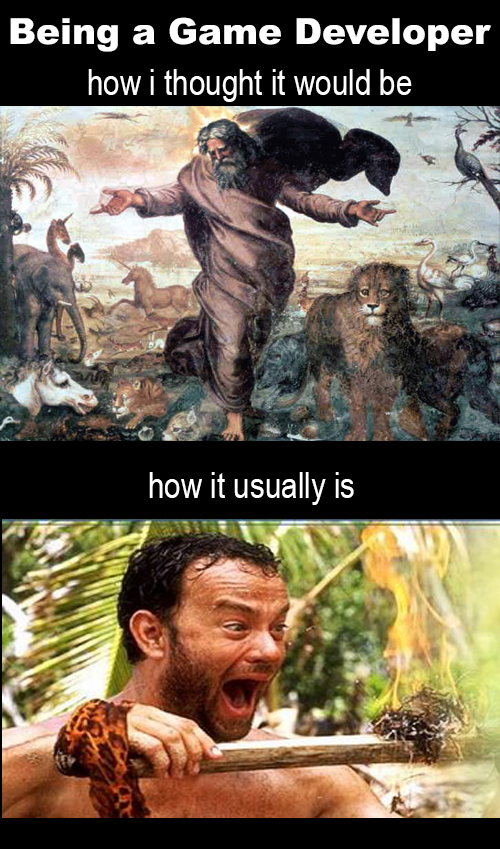 Being a Game Developer
how i thought it would be
how it usually is